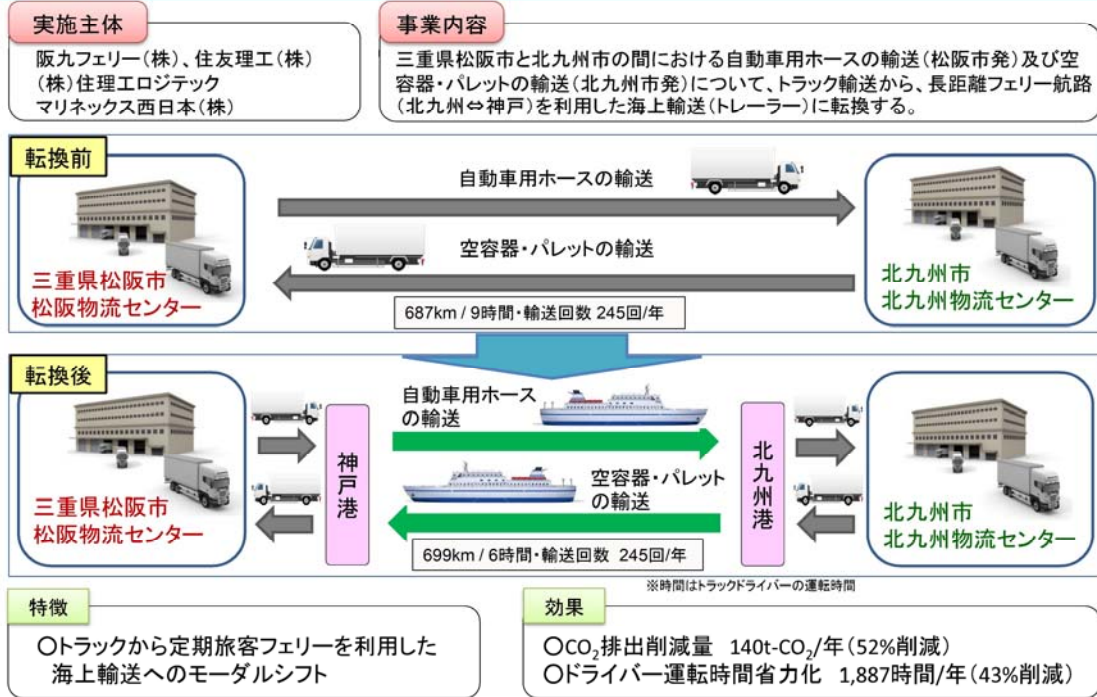 実施主体
阪九フェリー(株)、住友理工(株)
(株)住理工ロジテック
マリネックス西日本(株)
事業内容
三重県松阪市と北九州市の間における自動車用ホースの輸送(松阪市発)及び空
容器・パレットの輸送(北九州市発)について、トラック輸送から、長距離フェリー航路
(北九州⇔神戸)を利用した海上輸送(トレーラー)に転換する。
転換前
自動車用ホースの輸送
空容器・パレットの輸送
三重県松阪市
松阪物流センター
北九州市
北九州物流センター
687km / 9時間・輸送回数 245回/年
転換後
自動車用ホース
の輸送
神戸港
北九州港
空容器・パレット
の輸送
三重県松阪市
松阪物流センター
北九州市
北九州物流センター
699km / 6時間・輸送回数 245回/年
※時間はトラックドライバーの運転時間
特徴
〇トラックから定期旅客フェリーを利用した
海上輸送へのモーダルシフト
効果
〇CO₂排出削減量 140t-CO₂/年(52%削減)
〇ドライバー運転時間省力化 1,887時間/年(43%削減)